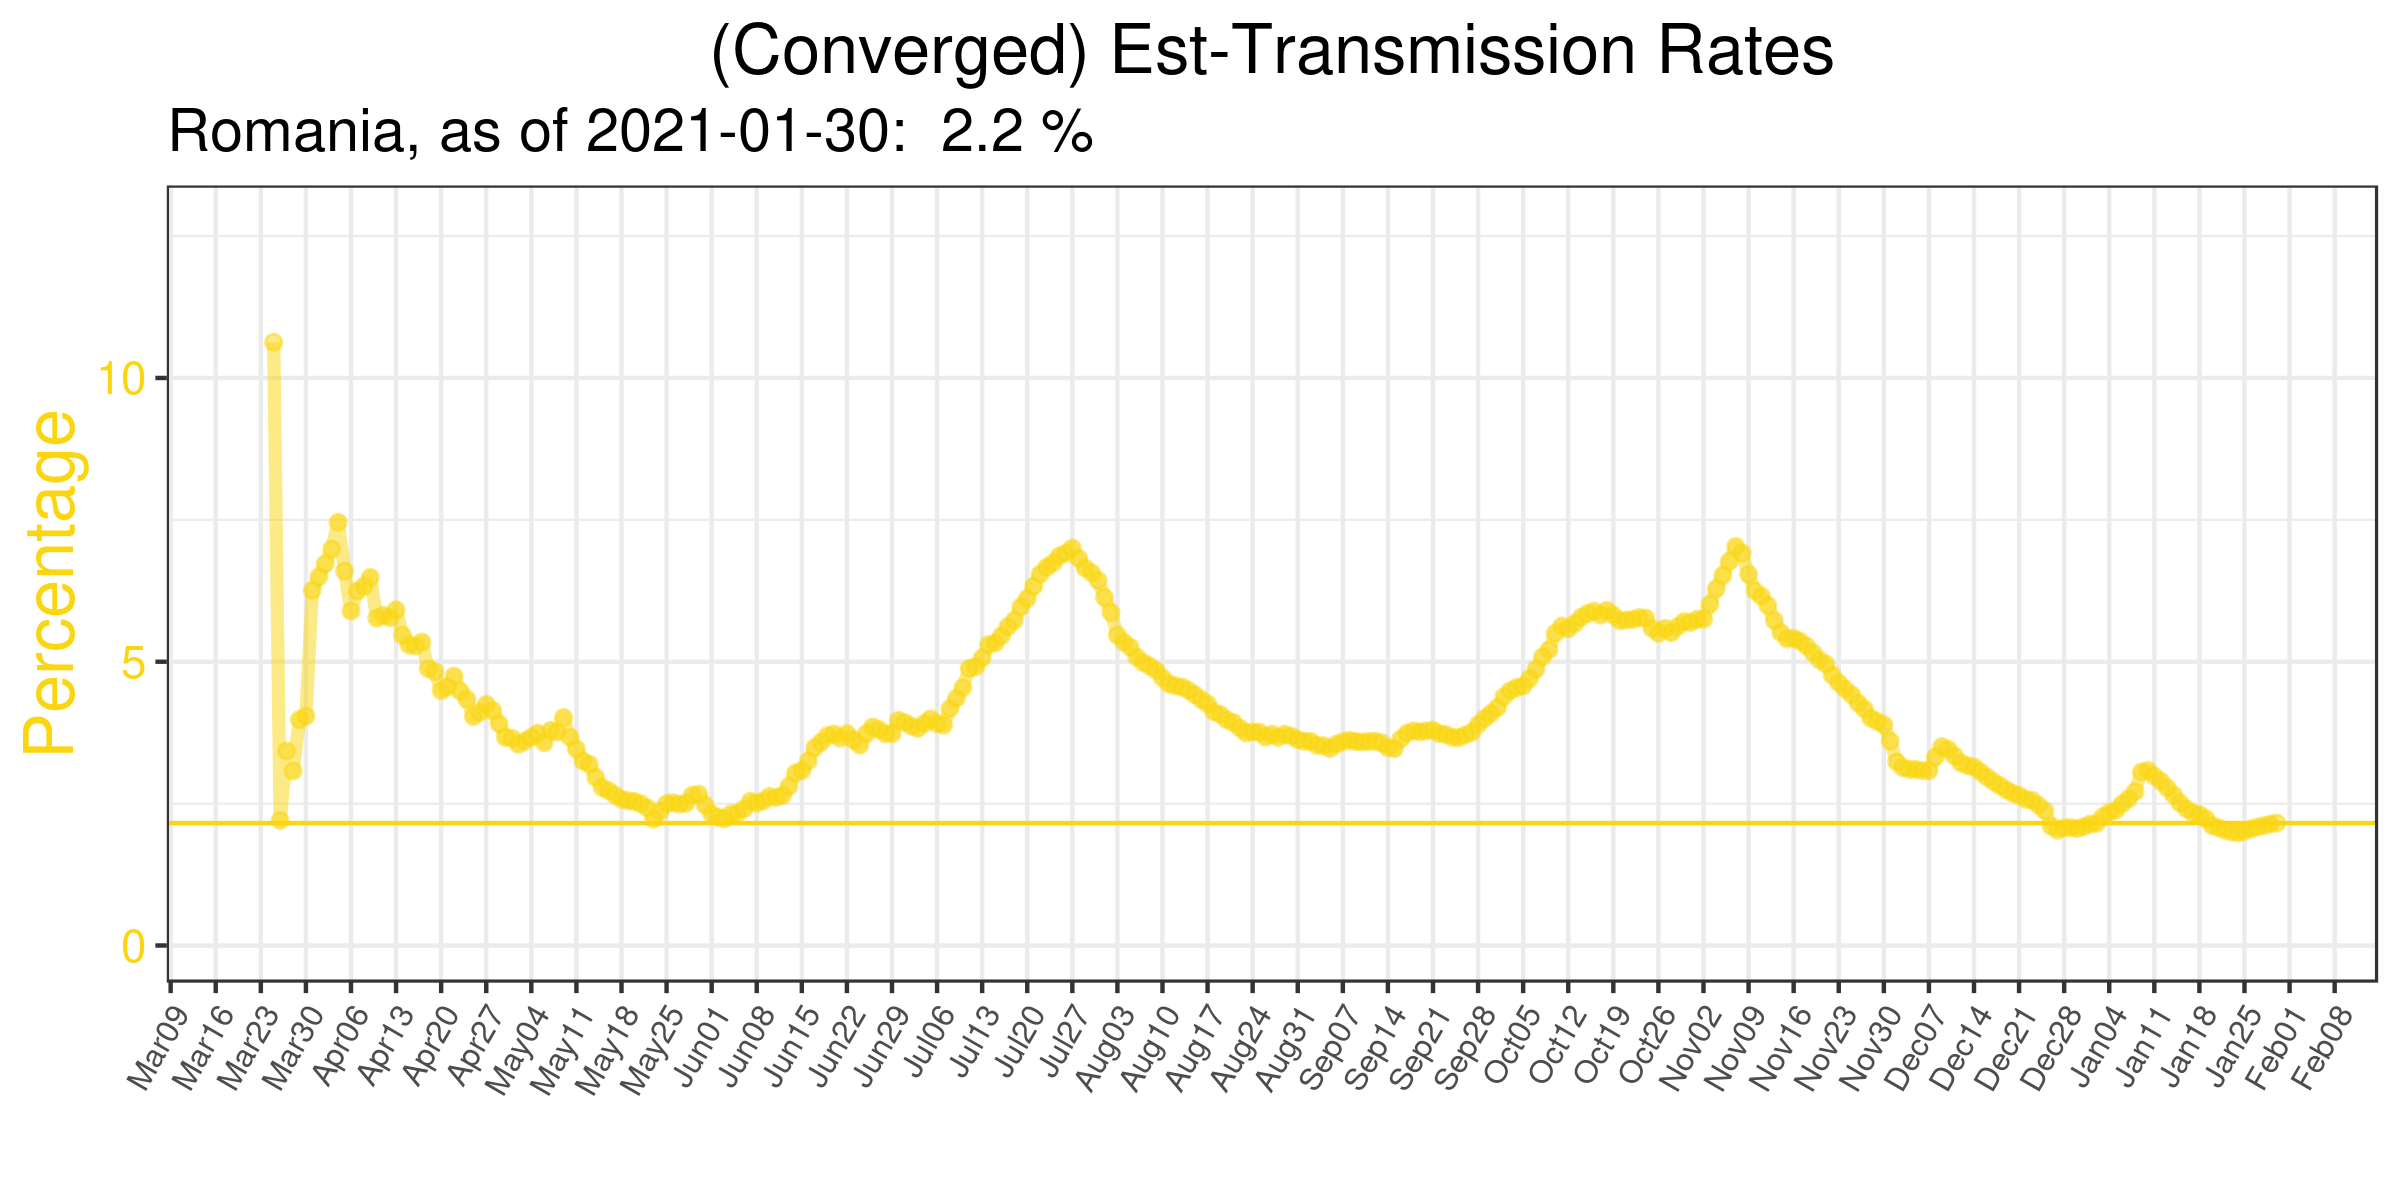 (Converged) Est-Transmission Rates
Romania, as of 2021-01-30:  2.2 %
Percentage
10
5
0
Mar09
Mar16
Mar23
Mar30
Apr06
Apr13
Apr20
Apr27
May04
May11
May18
May25
Jun01
Jun08
Jun15
Jun22
Jun29
Jul06
Jul13
Jul20
Jul27
Aug03
Aug10
Aug17
Aug24
Aug31
Sep07
Sep14
Sep21
Sep28
Oct05
Oct12
Oct19
Oct26
Nov02
Nov09
Nov16
Nov23
Nov30
Dec07
Dec14
Dec21
Dec28
Jan04
Jan11
Jan18
Jan25
Feb01
Feb08